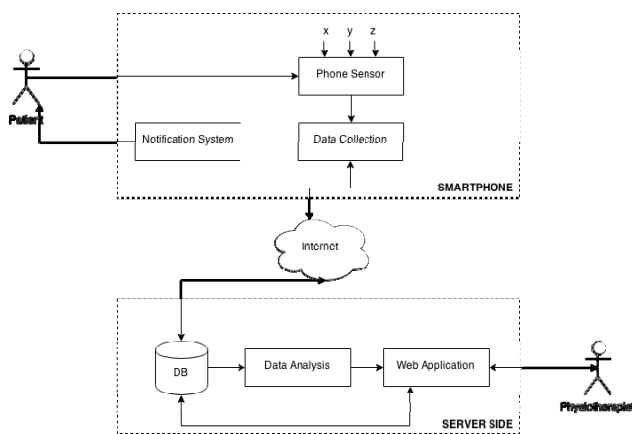 x y z
Phone Sensor
Patient
Notification System
Data Collection
SMARTPHONE
Internet
DB
Data Analysis
Web Application
Physiotherapist
SERVER SIDE